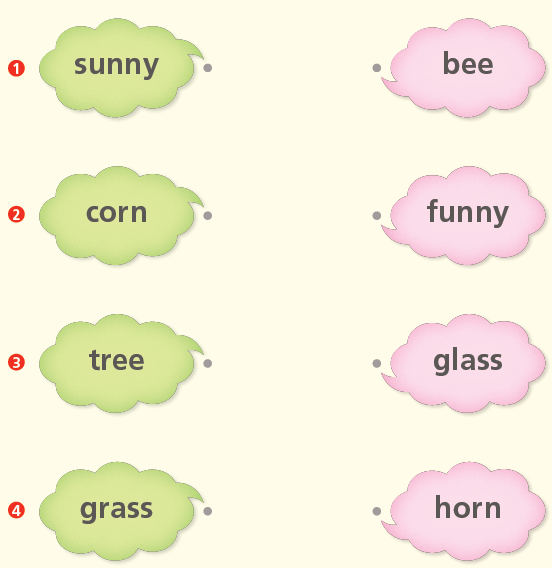 1 sunny bee
2 corn funny
3 tree glass
4 grass horn